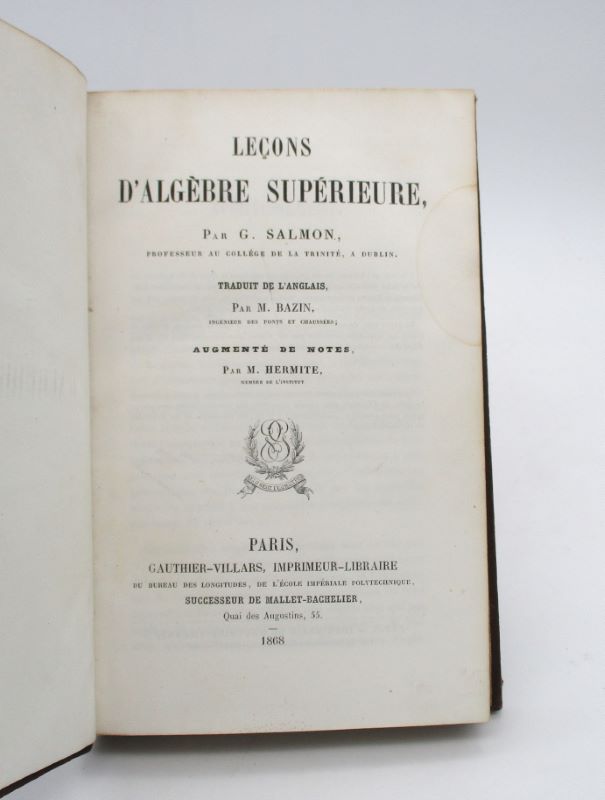 LEÇONS
D'ALGÈBRE SUPÉRIEURE,
PAR G. SALMON,
PROFESSEUR AU COLLÉGE DE LA TRINITÉ, A DUBLIN.
TRADUIT DE L'ANGLAIS,
PAR M. BAZIN,
INGÉNIEUR DES PONTS ET CHAUSSÉES;
AUGMENTÉ DE NOTES,
PAR M. HERMITE,
MEMBRE DE L'INSTITUT
PARIS,
GAUTHIER-VILLARS, IMPRIMEUR-LIBRAIRE
DU BUREAU DES LONGITUDES, DE L'ÉCOLE IMPÉRIALE POLYTECHNIQUE,
SUCCESSEUR DE MALLET-BACHELIER,
Quai des Augustins, 55.
1868